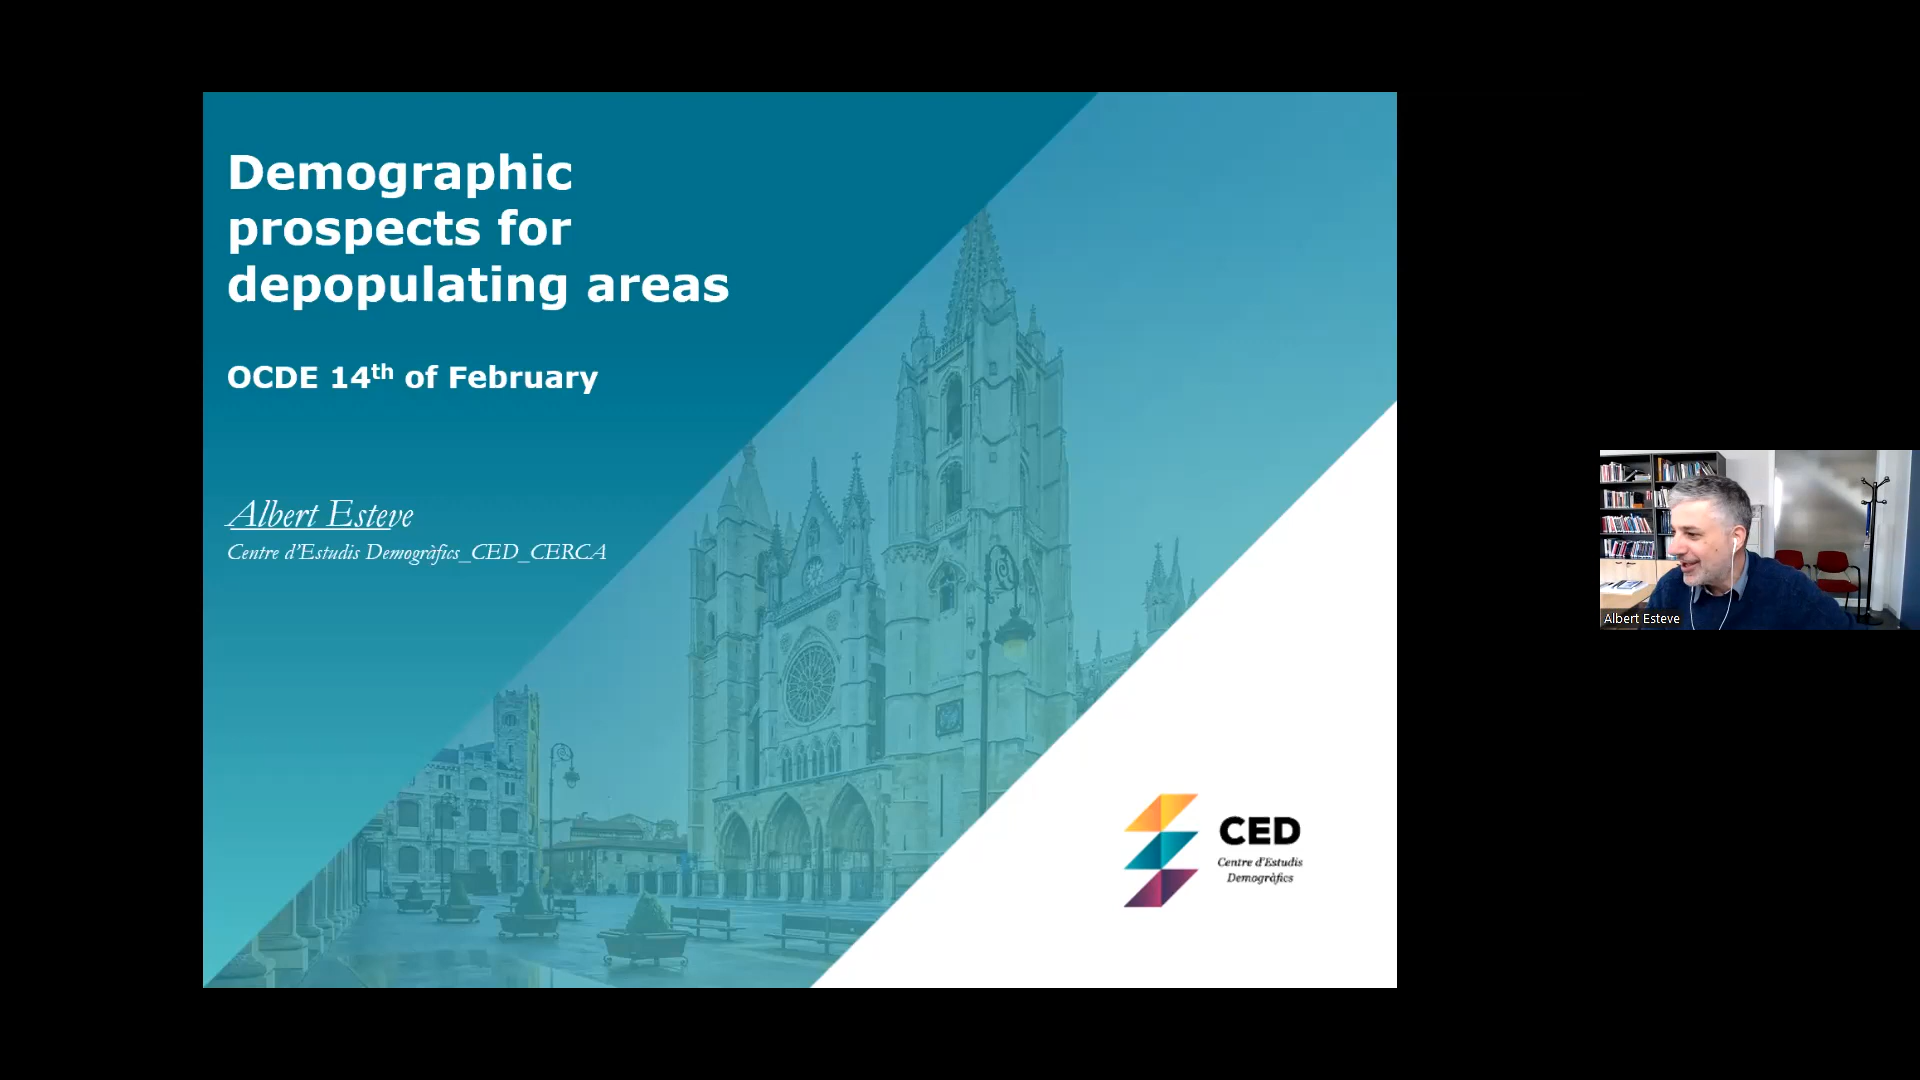 Demographic
prospects for
depopulating areas
OCDE 14th of February
Albert Esteve
Centre d'Estudis Demogràfics_CED_CERCA
CED
Centre d'Estudis
Demogràfics
Albert Esteve